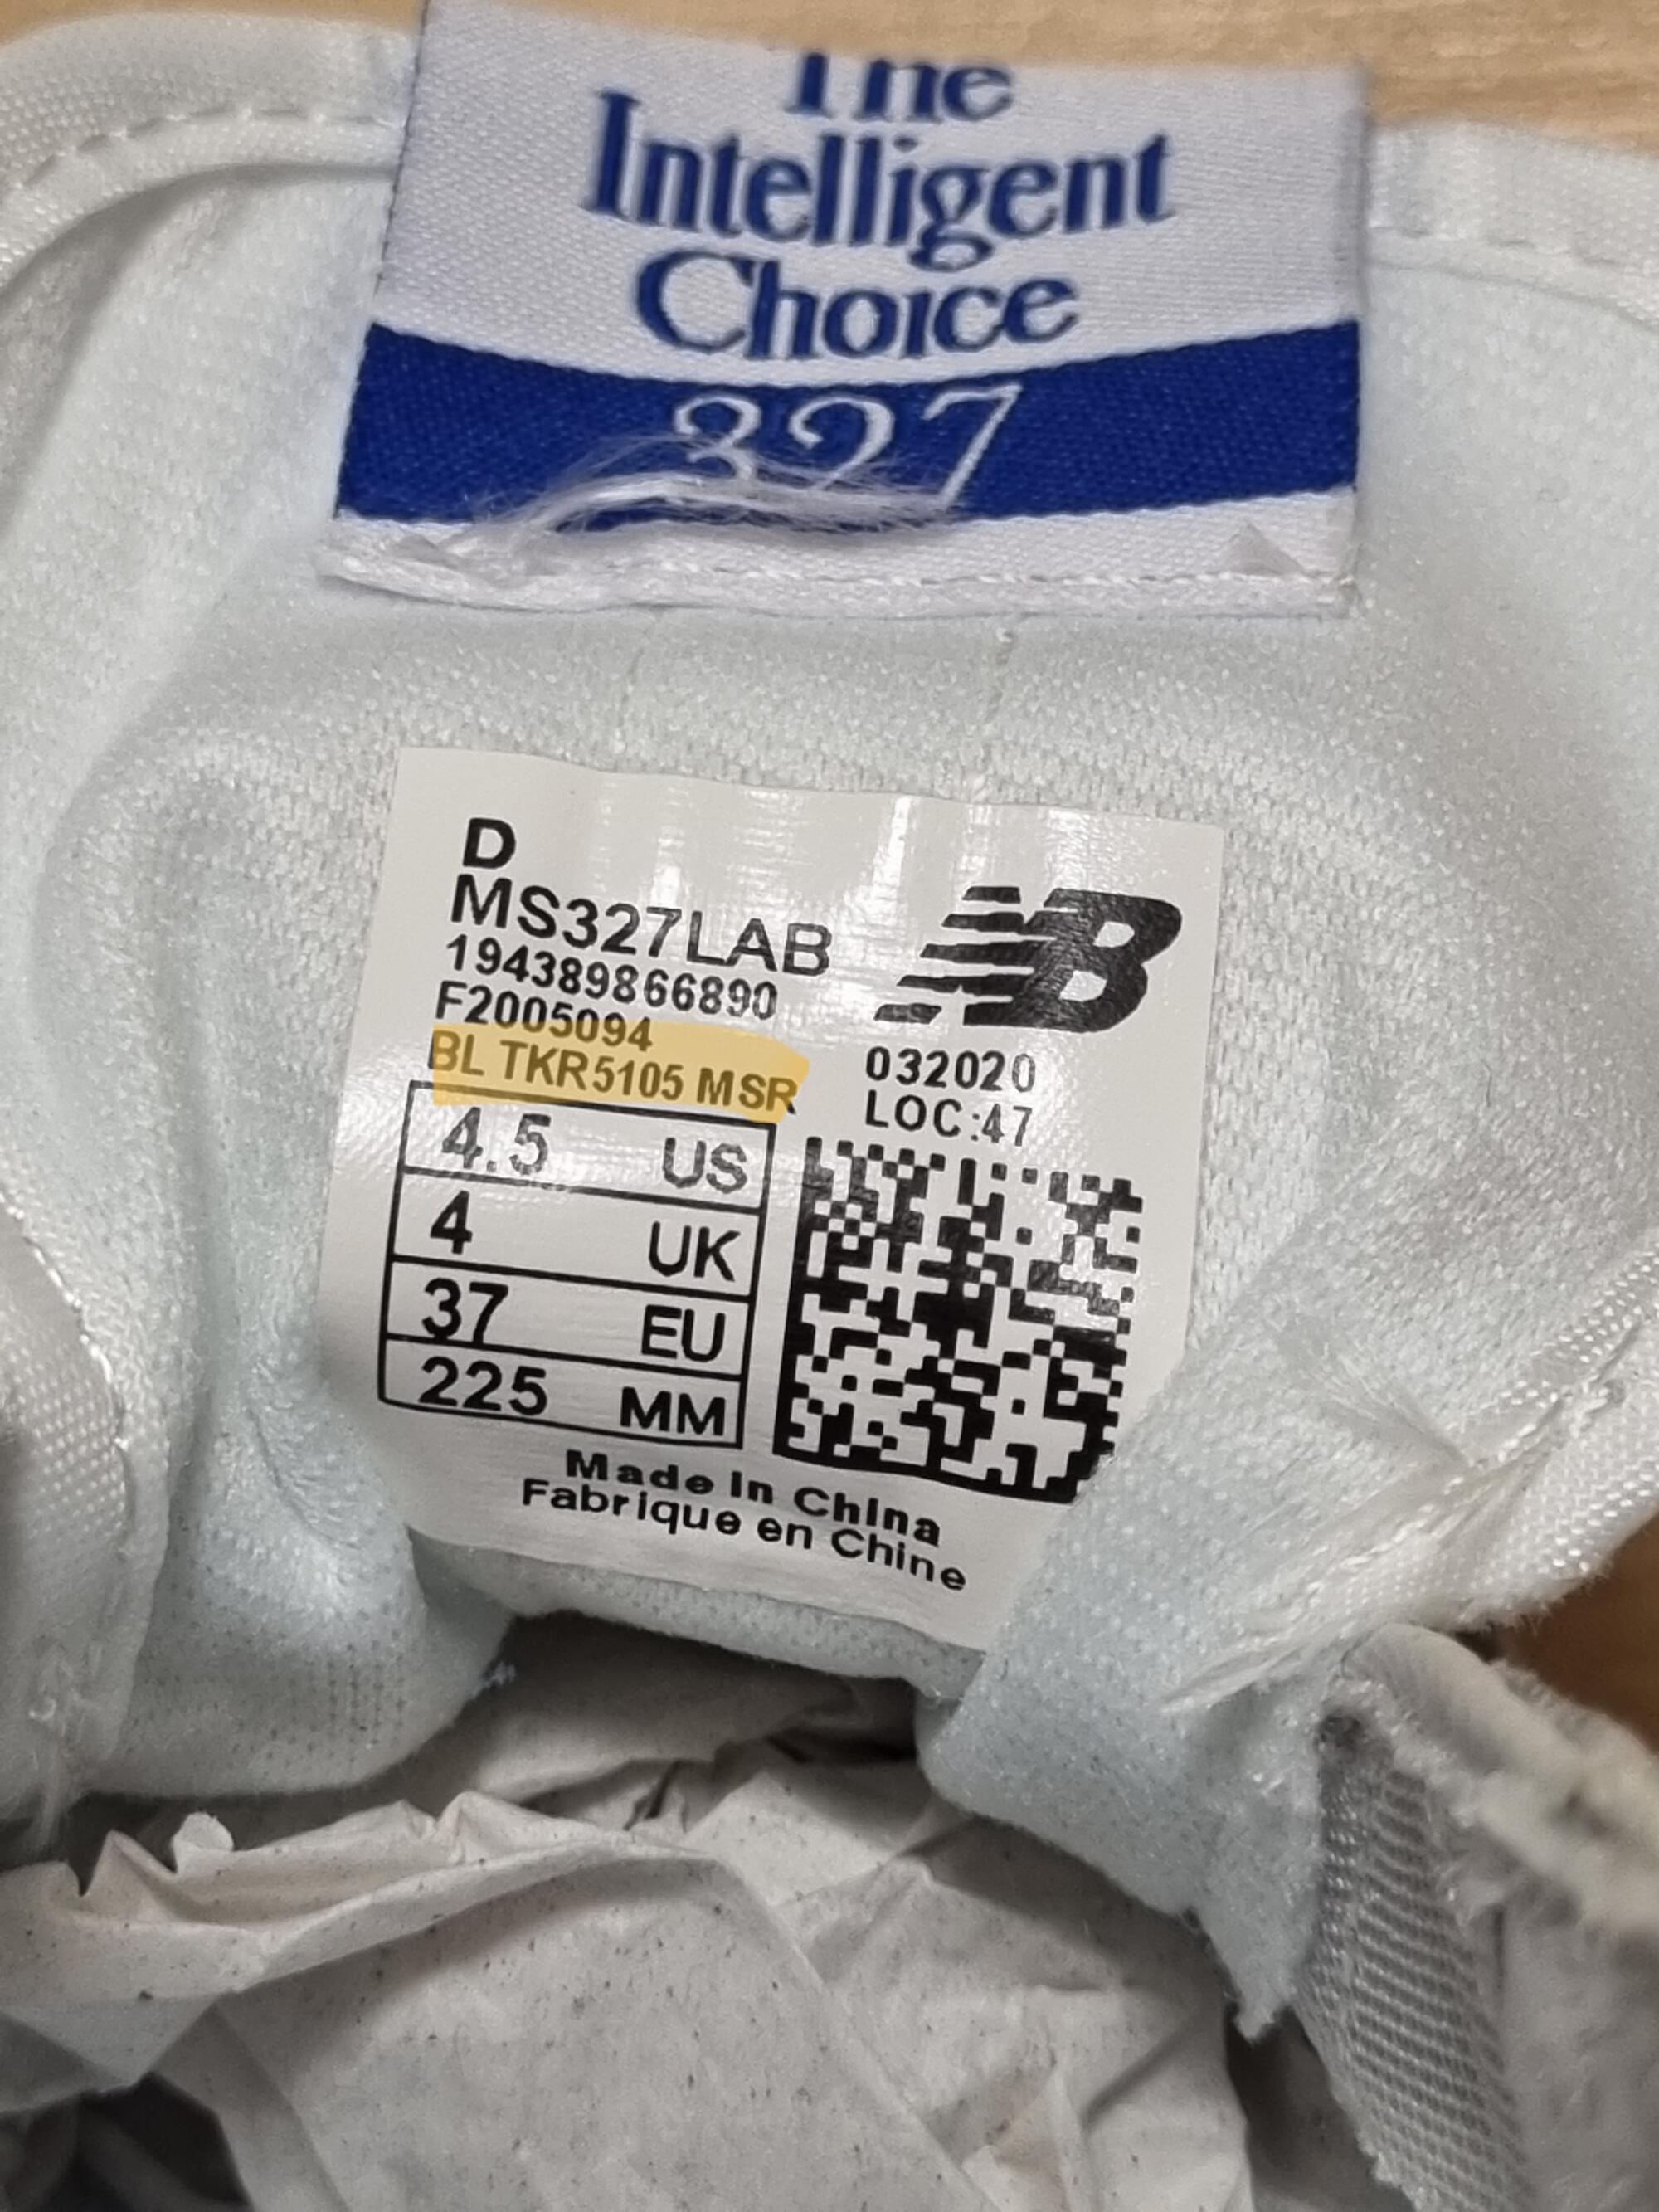 The
Intelligent
Choice
327
D
MS327LAB
194389866890
F2005094
BL TKR5105 MSR
NB
032020
LOC:47
4.5 US
4 UK
37 EU
225 MM
Made in China
Fabrique en Chine